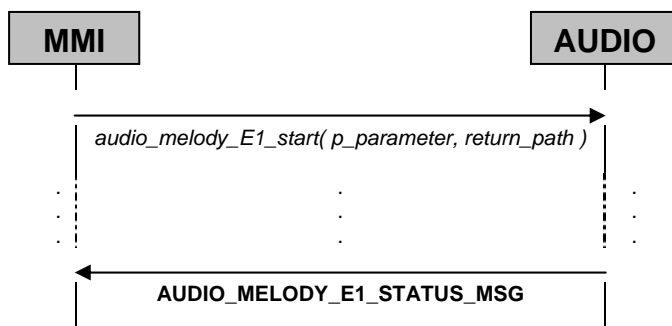 MMI AUDIO
audio_melody_E1_start( p_parameter, return_path )
. . .
. . .
. . .
AUDIO_MELODY_E1_STATUS_MSG